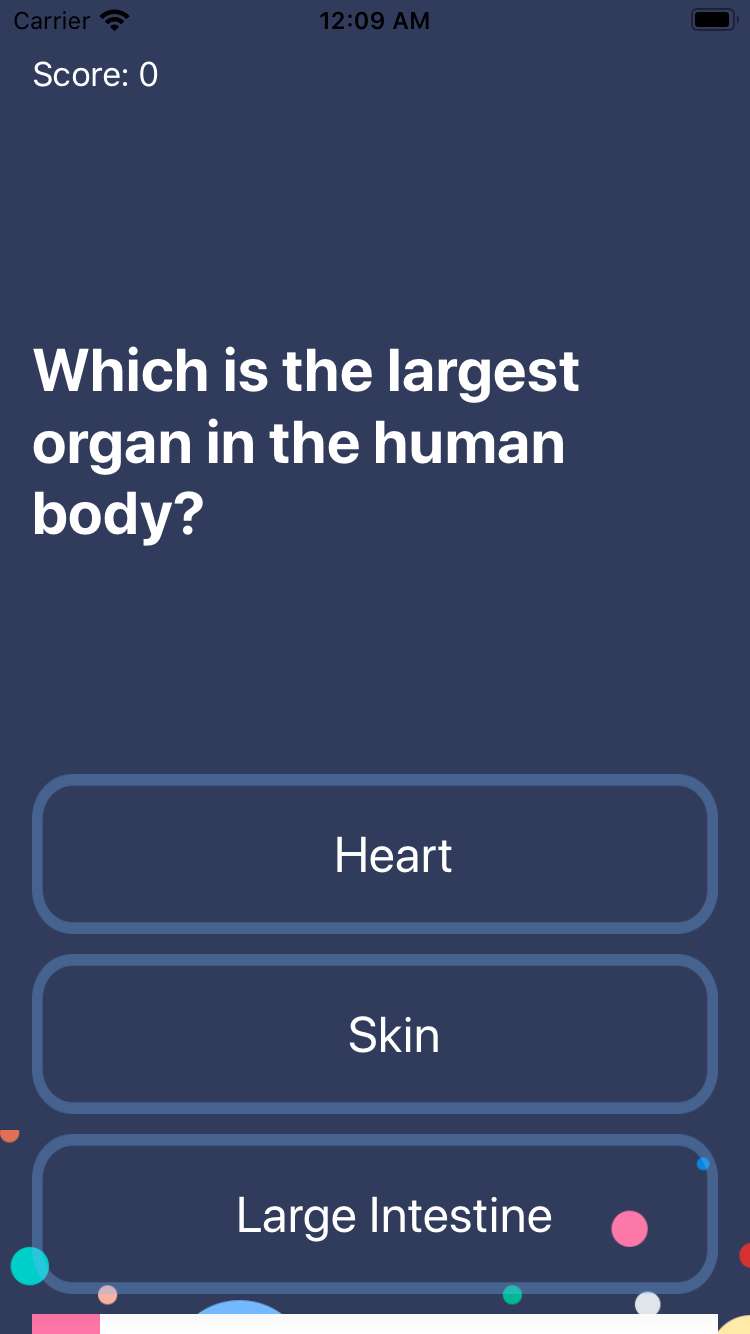 Carrier 12:09 AM
Score: 0
Which is the largest
organ in the human
body?
Heart
Skin
Large Intestine